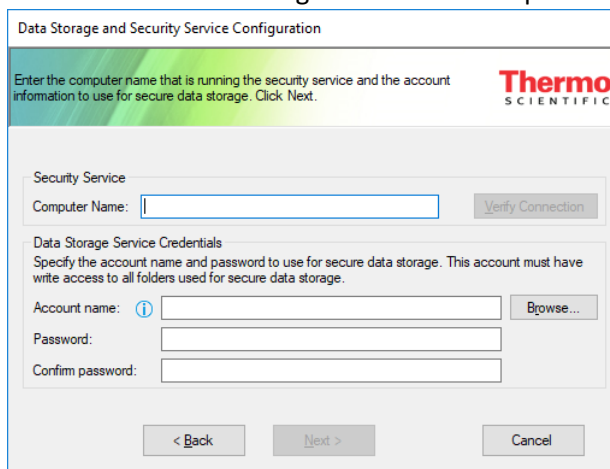 Data Storage and Security Service Configuration
Enter the computer name that is running the security service and the account
information to use for secure data storage. Click Next.
Thermo
SCIENTIFIC
Security Service
Computer Name:
Verify Connection
Data Storage Service Credentials
Specify the account name and password to use for secure data storage. This account must have
write access to all folders used for secure data storage.
Account name:
Browse...
Password:
Confirm password:
< Back
Next >
Cancel